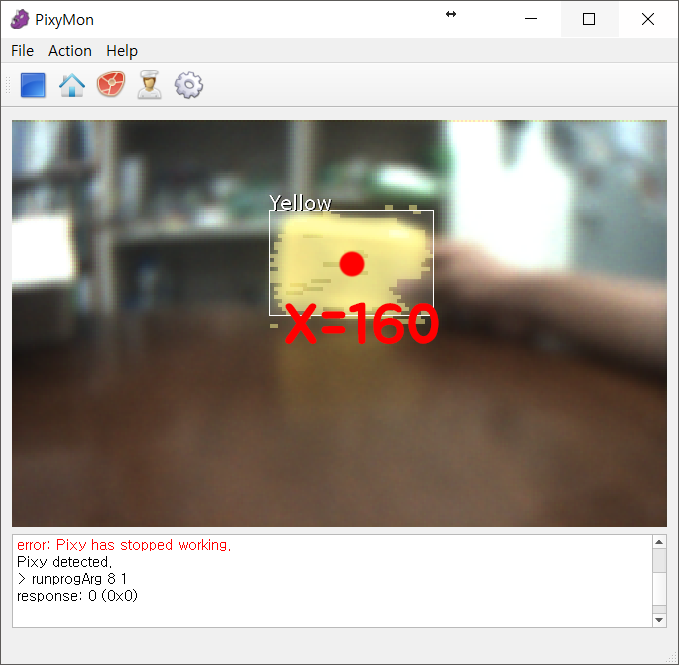 PixyMon
File Action Help
Yellow
X=160
error: Pixy has stopped working.
Pixy detected.
> runprogArg 8 1
response: 0 (0x0)